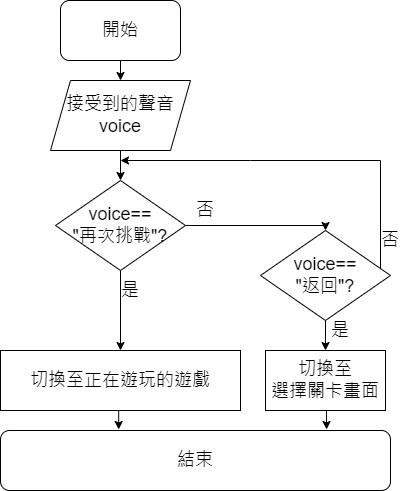 開始
接受到的聲音
voice
voice==
"再次挑戰"?
否
voice==
"返回"?
否
是
是
切換至正在遊玩的遊戲
切換至
選擇關卡畫面
結束